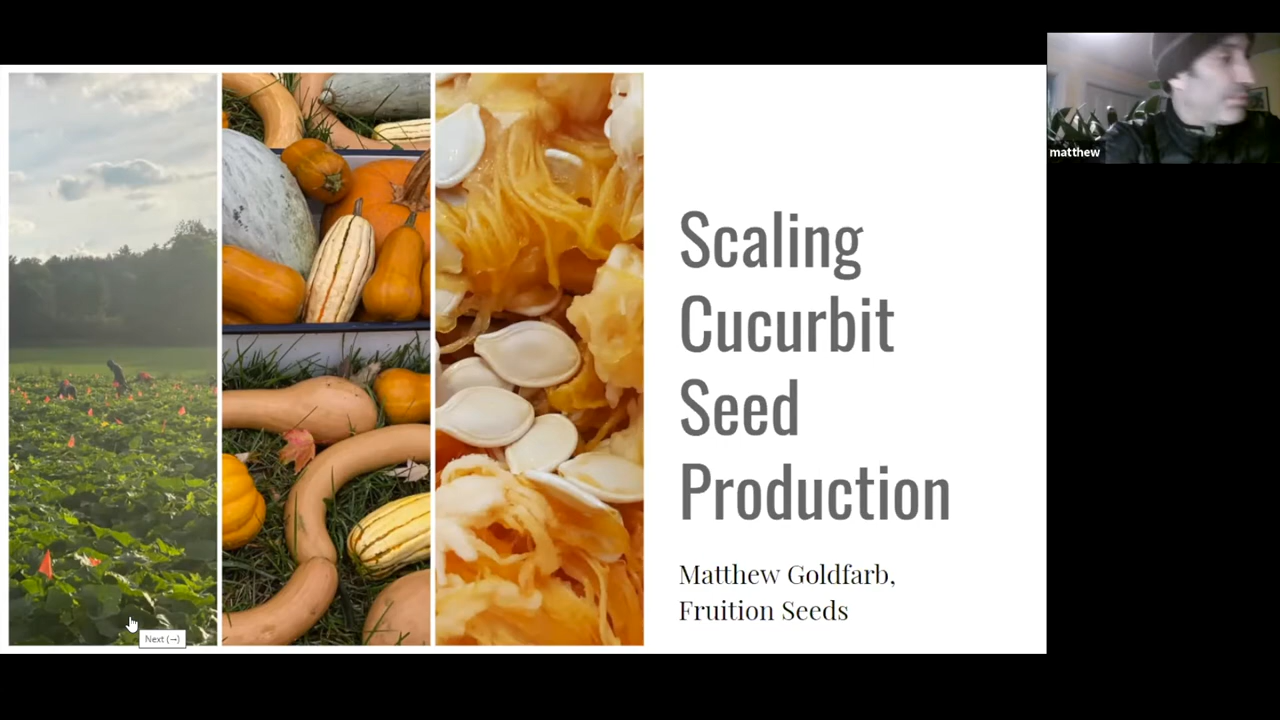 Scaling
Cucurbit
Seed
Production
Matthew Goldfarb,
Fruition Seeds
matthew
Next (→)